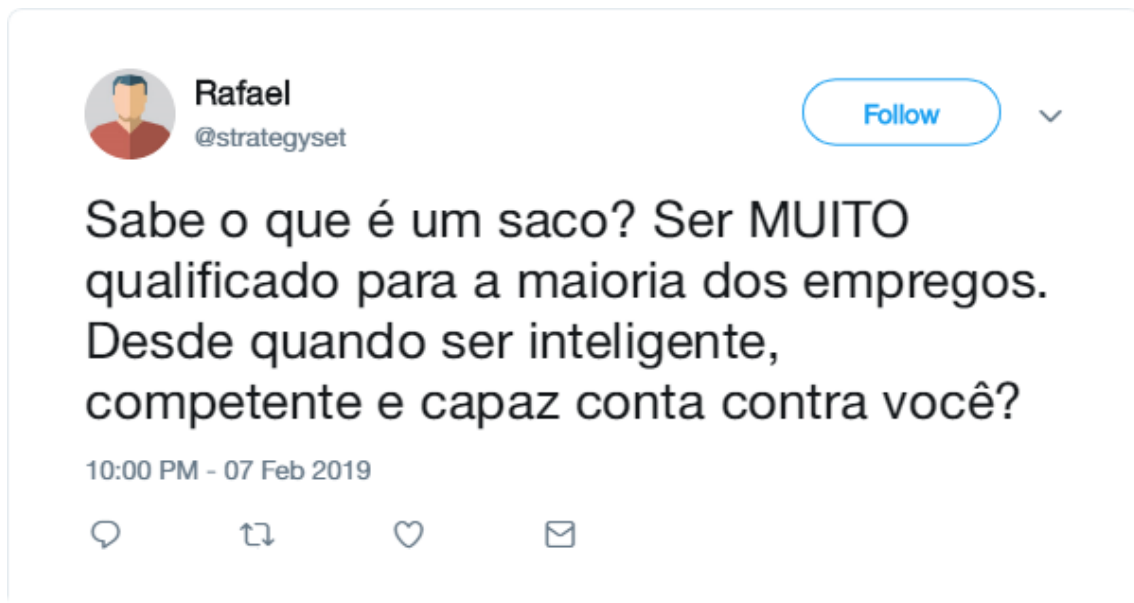 Rafael
@strategyset
Follow
Sabe o que é um saco? Ser MUITO
qualificado para a maioria dos empregos.
Desde quando ser inteligente,
competente e capaz conta contra você?
10:00 PM - 07 Feb 2019